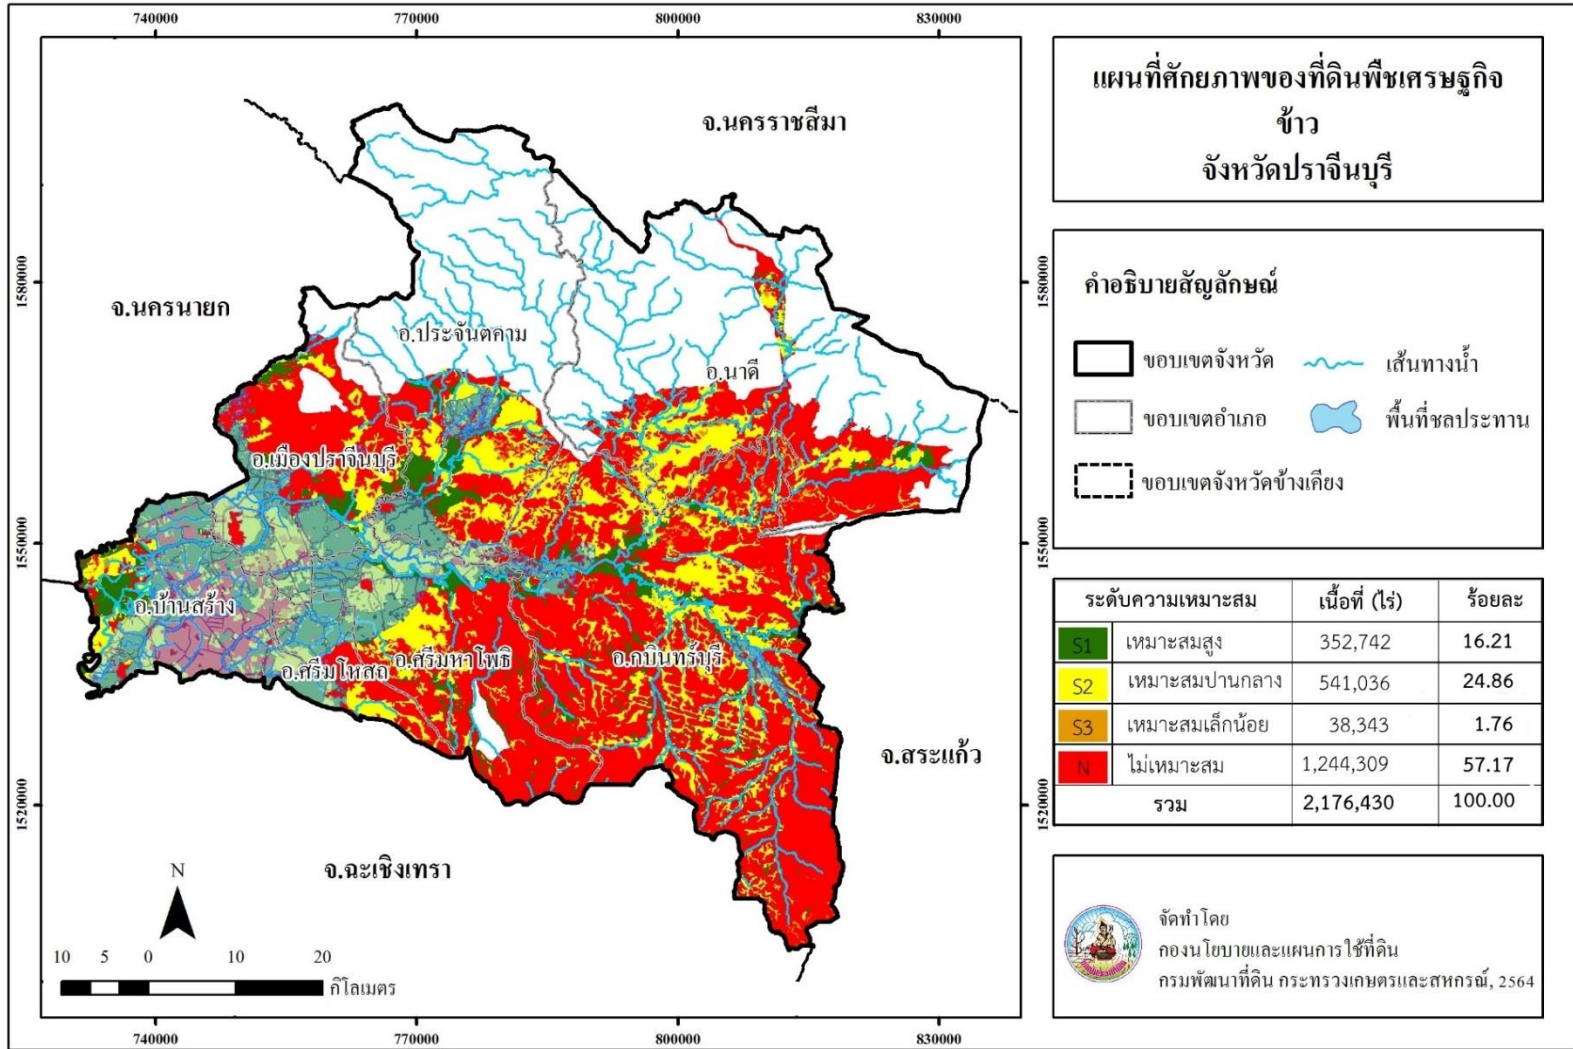 740000 770000 800000 830000
แผนที่ศักยภาพของที่ดินพืชเศรษฐกิจ
ข้าว
จังหวัดปราจีนบุรี
จ.นครราชสีมา
จ.นครนายก
อ.ประจันตคาม
อ.นาดี
อ.เมืองปราจีนบุรี
อ.บ้านสร้าง
อ.ศรีมโหสถ
อ.ศรีมหาโพธิ
อ.กบินทร์บุรี
จ.สระแก้ว
จ.ฉะเชิงเทรา
1580000
1550000
1520000
1580000
1550000
1520000
N
10 5 0 10 20
กิโลเมตร
740000 770000 800000 830000
คำอธิบายสัญลักษณ์
ขอบเขตจังหวัด เส้นทางน้ำ
ขอบเขตอำเภอ พื้นที่ชลประทาน
ขอบเขตจังหวัดข้างเคียง
ระดับความเหมาะสม เนื้อที่ (ไร่) ร้อยละ
S1 เหมาะสมสูง 352,742 16.21
S2 เหมาะสมปานกลาง 541,036 24.86
S3 เหมาะสมเล็กน้อย 38,343 1.76
N ไม่เหมาะสม 1,244,309 57.17
รวม 2,176,430 100.00
จัดทำโดย
กองนโยบายและแผนการใช้ที่ดิน
กรมพัฒนาที่ดิน กระทรวงเกษตรและสหกรณ์, 2564